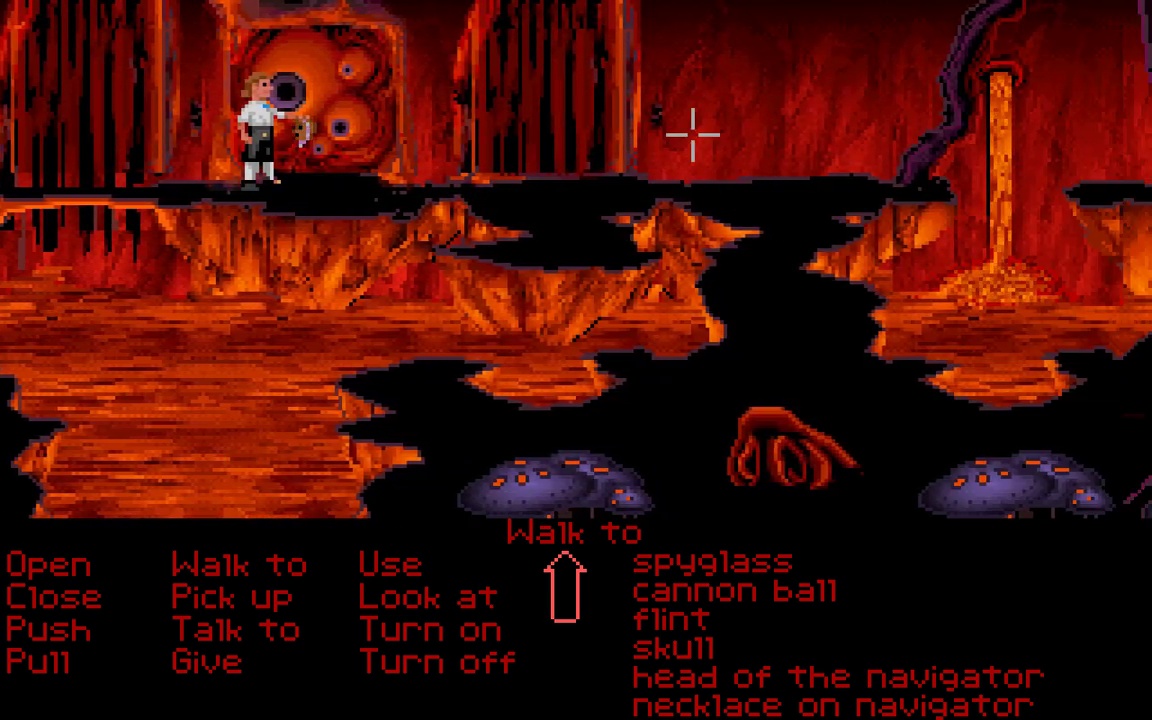 Walk to
Open Walk to Use
Close Pick up Look at
Push Talk to Turn on
Pull Give Turn off
spyglass
cannon ball
flint
skull
head of the navigator
necklace on navigator